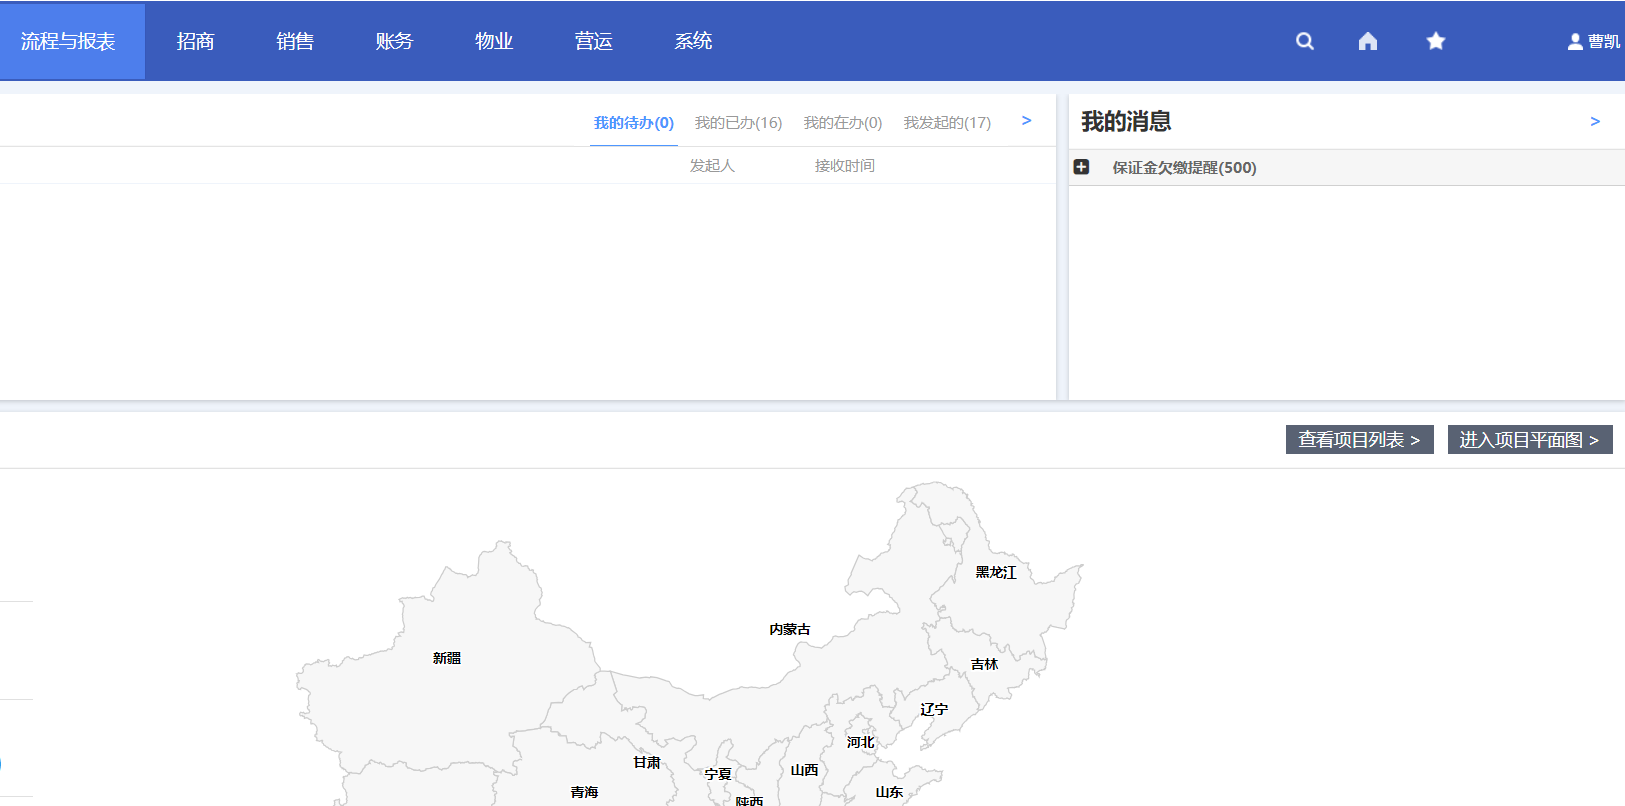 流程与报表 招商 销售 账务 物业 营运 系统 曹凯
我的待办(0) 我的已办(16) 我的在办(0) 我发起的(17) >
发起人 接收时间
我的消息 >
保证金欠缴提醒(500)
查看项目列表 > 进入项目平面图 >
黑龙江
内蒙古
新疆
吉林
辽宁
河北
甘肃
宁夏
山西
青海
山东
陕西